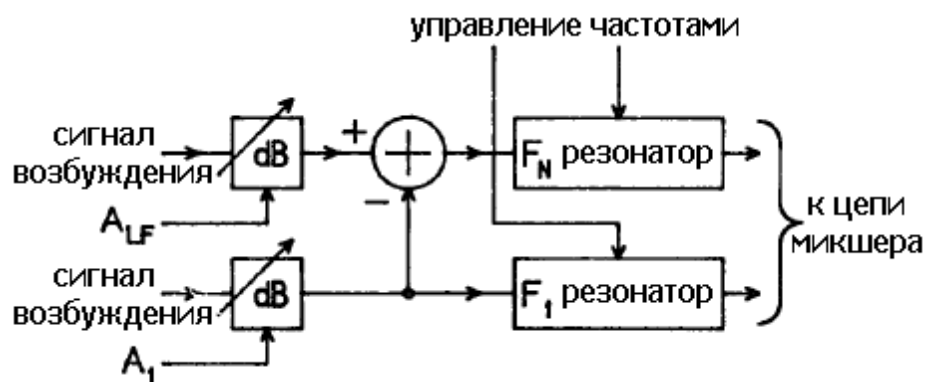 управление частотами
сигнал
возбуждения
dB
+
-
F_N резонатор
A_LF
к цепи
микшера
сигнал
возбуждения
dB
F_1 резонатор
A_1